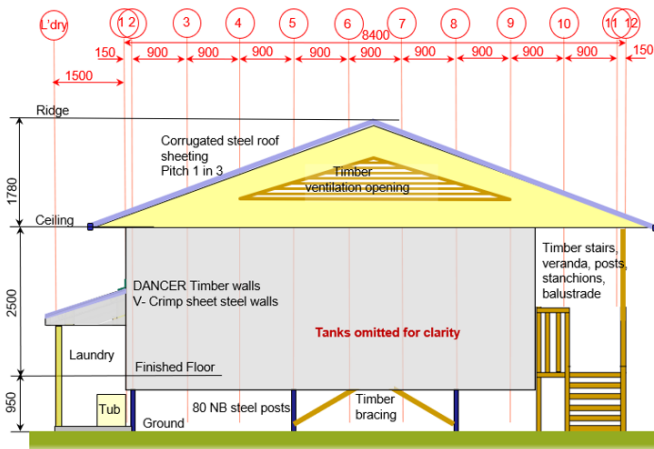 L'dry 1 2 3 4 5 6 7 8 9 10 11 12
8400
150 900 900 900 900 900 900 900 900 900 150
1500
Ridge
Corrugated steel roof
sheeting
Pitch 1 in 3
Timber
ventilation opening
1780
Ceiling
Timber stairs,
veranda, posts,
stanchions,
balustrade
DANCER Timber walls
V- Crimp sheet steel walls
2500
Tanks omitted for clarity
Laundry
Finished Floor
950
Tub
80 NB steel posts
Timber
bracing
Ground